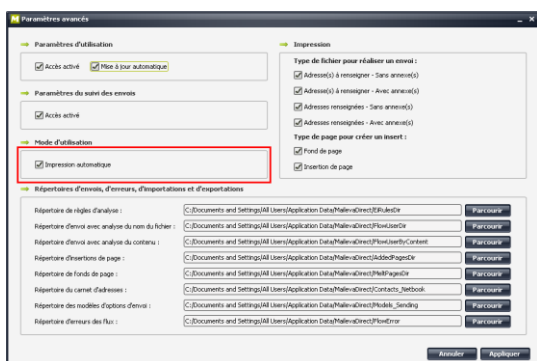 Paramètres avancés
Paramètres d'utilisation
Accès activé
Mise à jour automatique
Paramètres du suivi des envois
Accès activé
Mode d'utilisation
Impression automatique
Impression
Type de fichier pour réaliser un envoi :
Adresse(s) à renseigner - Sans annexe(s)
Adresse(s) à renseigner - Avec annexe(s)
Adresses renseignées - Sans annexe(s)
Adresses renseignées - Avec annexe(s)
Type de page pour créer un insert :
Fond de page
Insertion de page
Répertoires d'envois, d'erreurs, d'importations et d'exportations
Répertoire de règles d'analyse : C:/Documents and Settings/All Users/Application Data/MailevaDirect/ElRulesDir Parcourir
Répertoire d'envoi avec analyse du nom du fichier : C:/Documents and Settings/All Users/Application Data/MailevaDirect/FlowUserDir Parcourir
Répertoire d'envoi avec analyse du contenu : C:/Documents and Settings/All Users/Application Data/MailevaDirect/FlowUserByContent Parcourir
Répertoire d'insertions de page : C:/Documents and Settings/All Users/Application Data/MailevaDirect/AddedPagesDir Parcourir
Répertoire de fonds de page : C:/Documents and Settings/All Users/Application Data/MailevaDirect/MeltPagesDir Parcourir
Répertoire du carnet d'adresses : C:/Documents and Settings/All Users/Application Data/MailevaDirect/Contacts_Netbook Parcourir
Répertoire des modèles d'options d'envoi : C:/Documents and Settings/All Users/Application Data/MailevaDirect/Models_Sending Parcourir
Répertoire d'erreurs des flux : C:/Documents and Settings/All Users/Application Data/MailevaDirect/FlowError Parcourir
Annuler Appliquer